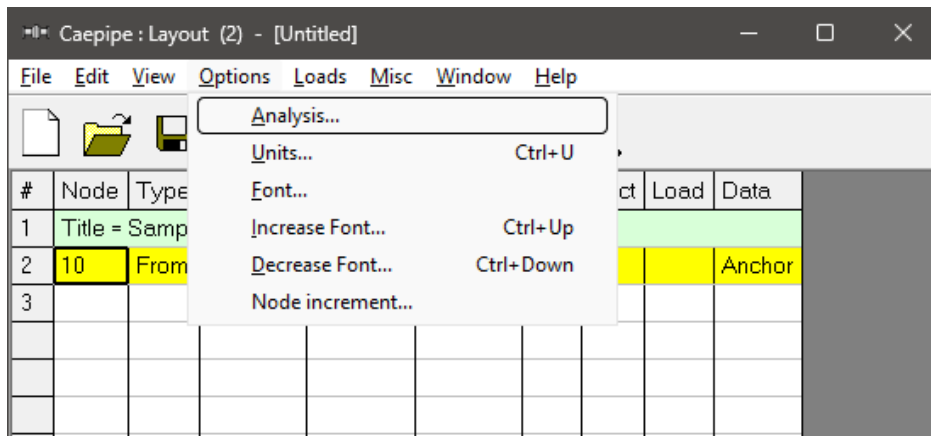 Caepipe : Layout (2) - [Untitled]
File Edit View Options Loads Misc Window Help
Analysis...
Units... Ctrl+U
Font...
Increase Font... Ctrl+Up
Decrease Font... Ctrl+Down
Node increment...
# Node Type ct Load Data
1 Title = Samp
2 10 From Anchor
3